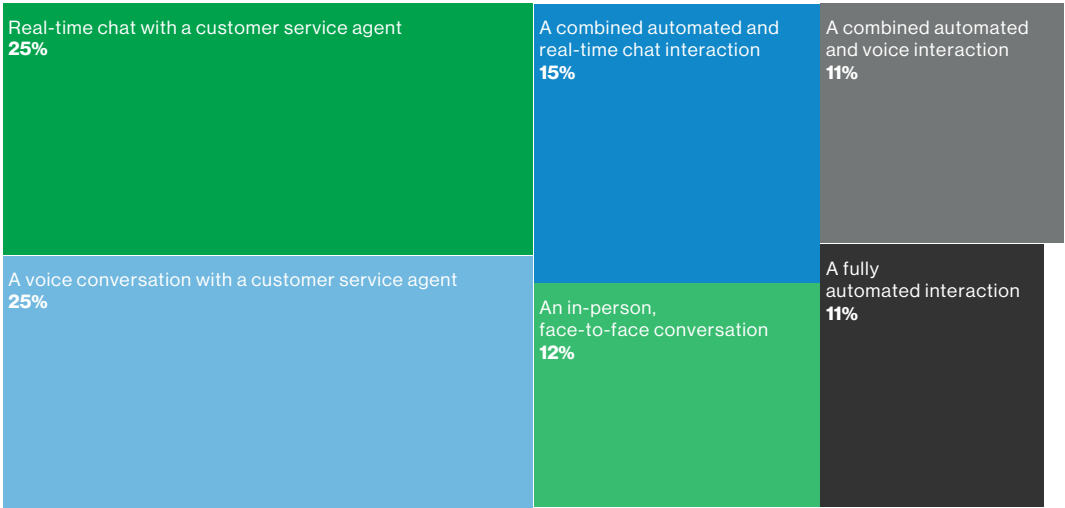 Real-time chat with a customer service agent
25%
A voice conversation with a customer service agent
25%
A combined automated and
real-time chat interaction
15%
An in-person,
face-to-face conversation
12%
A combined automated
and voice interaction
11%
A fully
automated interaction
11%